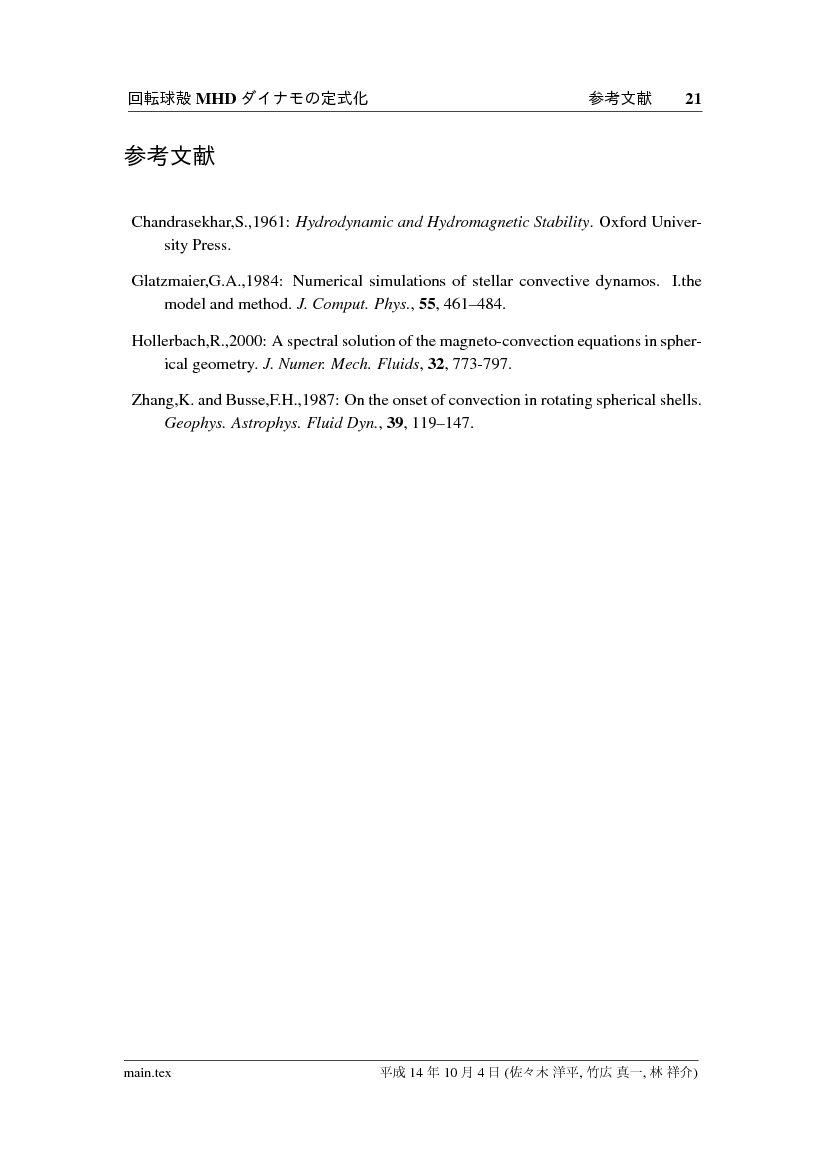 回転球殻 MHD ダイナモの定式化 参考文献 21
参考文献
Chandrasekhar,S.,1961: Hydrodynamic and Hydromagnetic Stability. Oxford Univer-
sity Press.
Glatzmaier,G.A.,1984: Numerical simulations of stellar convective dynamos. I.the
model and method. J. Comput. Phys., 55, 461–484.
Hollerbach,R.,2000: A spectral solution of the magneto-convection equations in spher-
ical geometry. J. Numer. Mech. Fluids, 32, 773-797.
Zhang,K. and Busse,F.H.,1987: On the onset of convection in rotating spherical shells.
Geophys. Astrophys. Fluid Dyn., 39, 119–147.
main.tex 平成 14 年 10 月 4 日 (佐々木 洋平, 竹広 真一, 林 祥介)